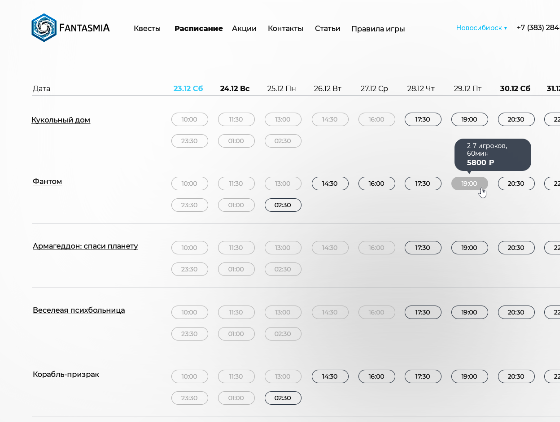 FANTASMIA Квесты Расписание Акции Контакты Статьи Правила игры Новосибирск +7 (383) 284
Дата 23.12 Сб 24.12 Вс 25.12 Пн 26.12 Вт 27.12 Ср 28.12 Чт 29.12 Пт 30.12 Сб 31.12
Кукольный дом 10:00 11:30 13:00 14:30 16:00 17:30 19:00 20:30 22
23:30 01:00 02:30
2 7 игроков,
60мин
5800 ₽
Фантом 10:00 11:30 13:00 14:30 16:00 17:30 19:00 20:30 22
23:30 01:00 02:30
Армагеддон: спаси планету 10:00 11:30 13:00 14:30 16:00 17:30 19:00 20:30 22
23:30 01:00 02:30
Веселеая психбольница 10:00 11:30 13:00 14:30 16:00 17:30 19:00 20:30 22
23:30 01:00 02:30
Корабль-призрак 10:00 11:30 13:00 14:30 16:00 17:30 19:00 20:30 22
23:30 01:00 02:30